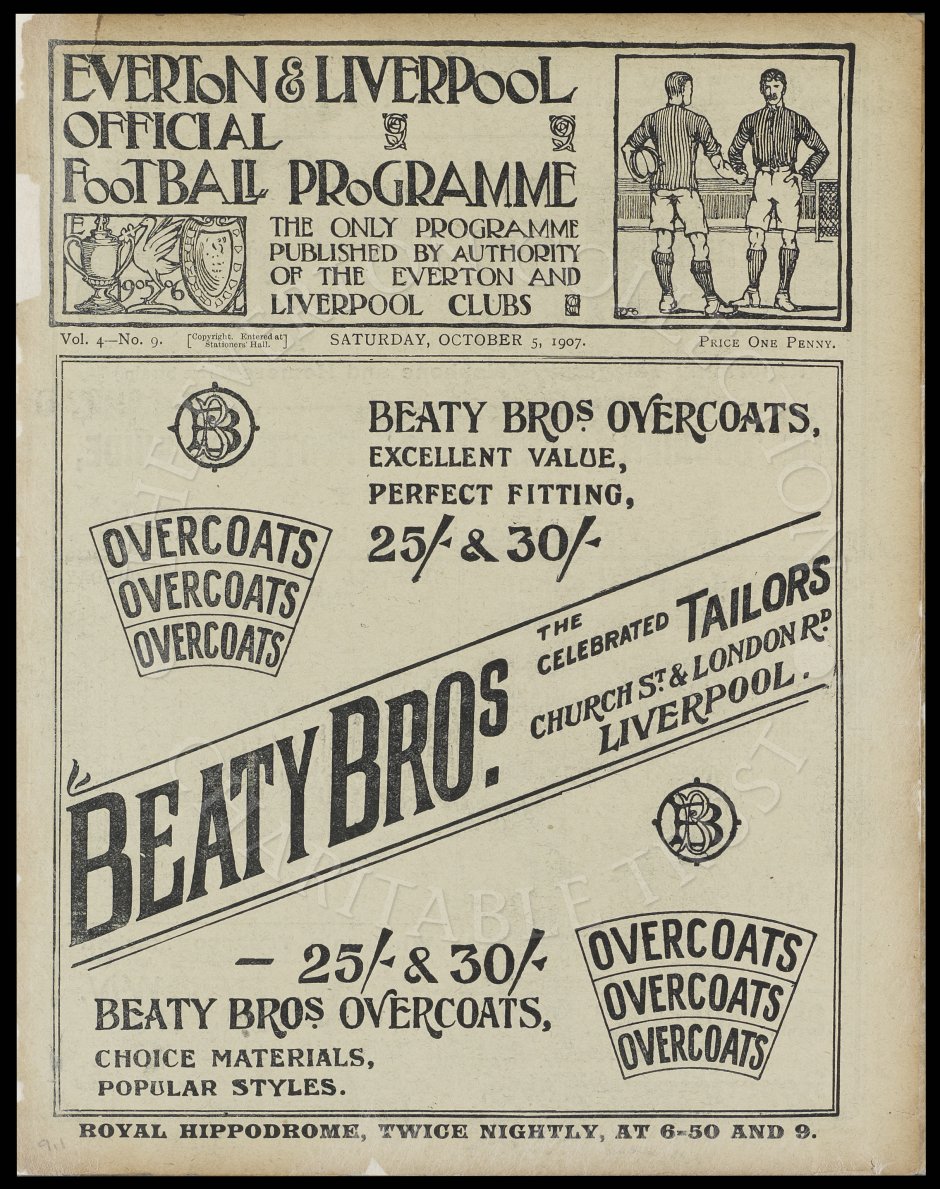 EVERTON & LIVERPOOL
OFFICIAL
FOOTBALL PROGRAMME
E
1905 06
THE ONLY PROGRAMME
PUBLISHED BY AUTHORITY
OF THE EVERTON AND
LIVERPOOL CLUBS
Vol. 4—No. 9.
[Copyright. Entered at
Stationers' Hall.]
SATURDAY, OCTOBER 5, 1907.
PRICE ONE PENNY.
BB
BEATY BROS. OVERCOATS,
EXCELLENT VALUE,
PERFECT FITTING,
25/- & 30/-
OVERCOATS
OVERCOATS
OVERCOATS
THE
CELEBRATED TAILORS
CHURCH ST. & LONDON RD.
LIVERPOOL.
BEATY BROS.
BB
— 25/- & 30/-
BEATY BROS. OVERCOATS,
CHOICE MATERIALS,
POPULAR STYLES.
OVERCOATS
OVERCOATS
OVERCOATS
ROYAL HIPPODROME, TWICE NIGHTLY, AT 6-50 AND 9.
CHARITABLE TRUST